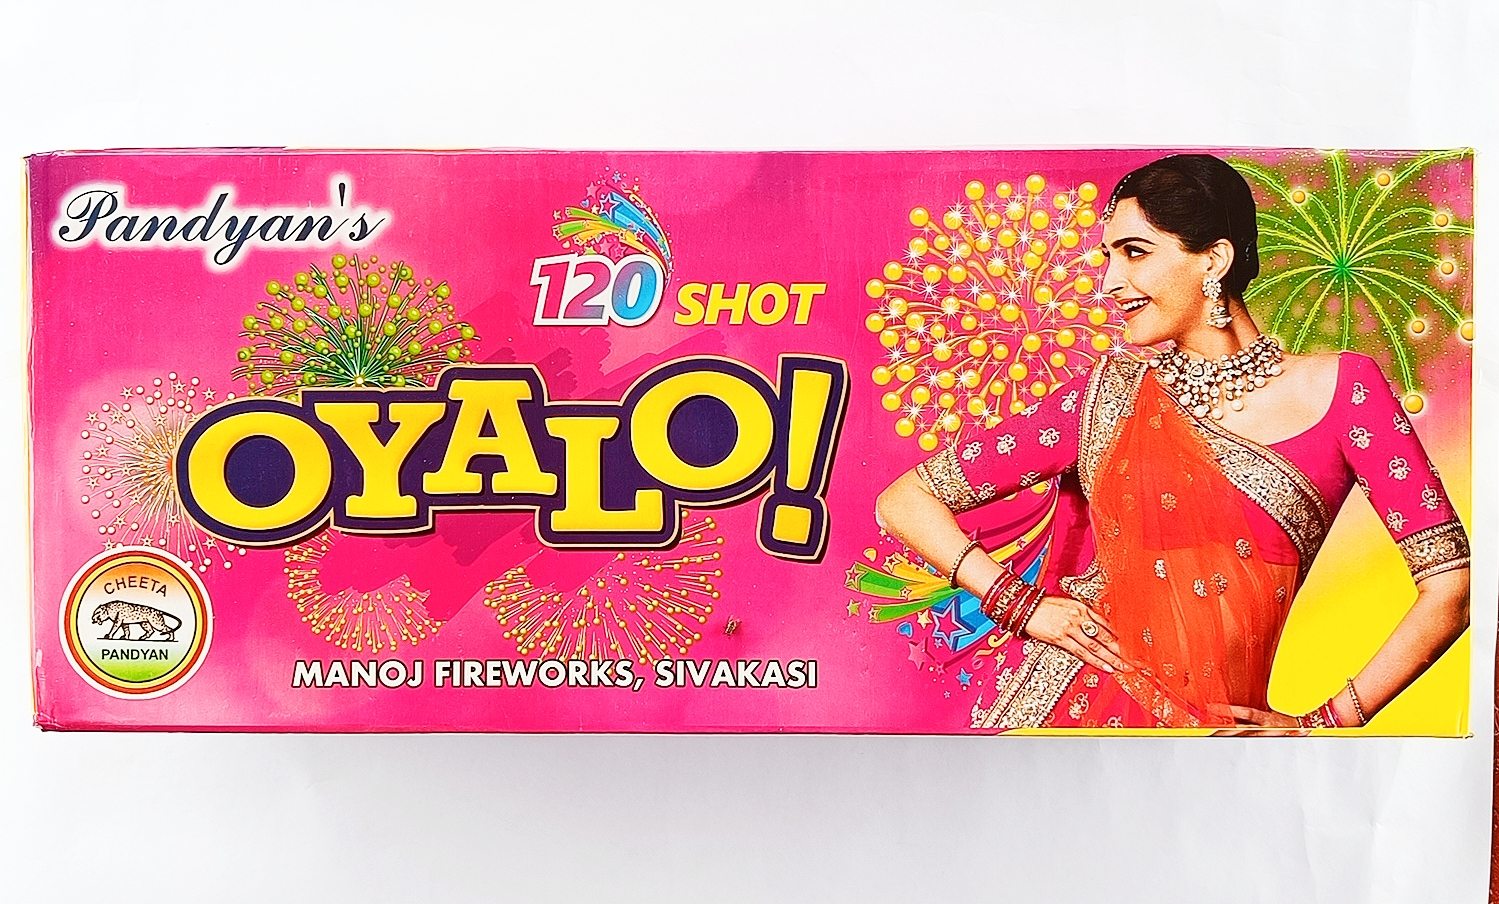 Pandyan's
120 SHOT
OYALO!
CHEETA
PANDYAN
MANOJ FIREWORKS, SIVAKASI